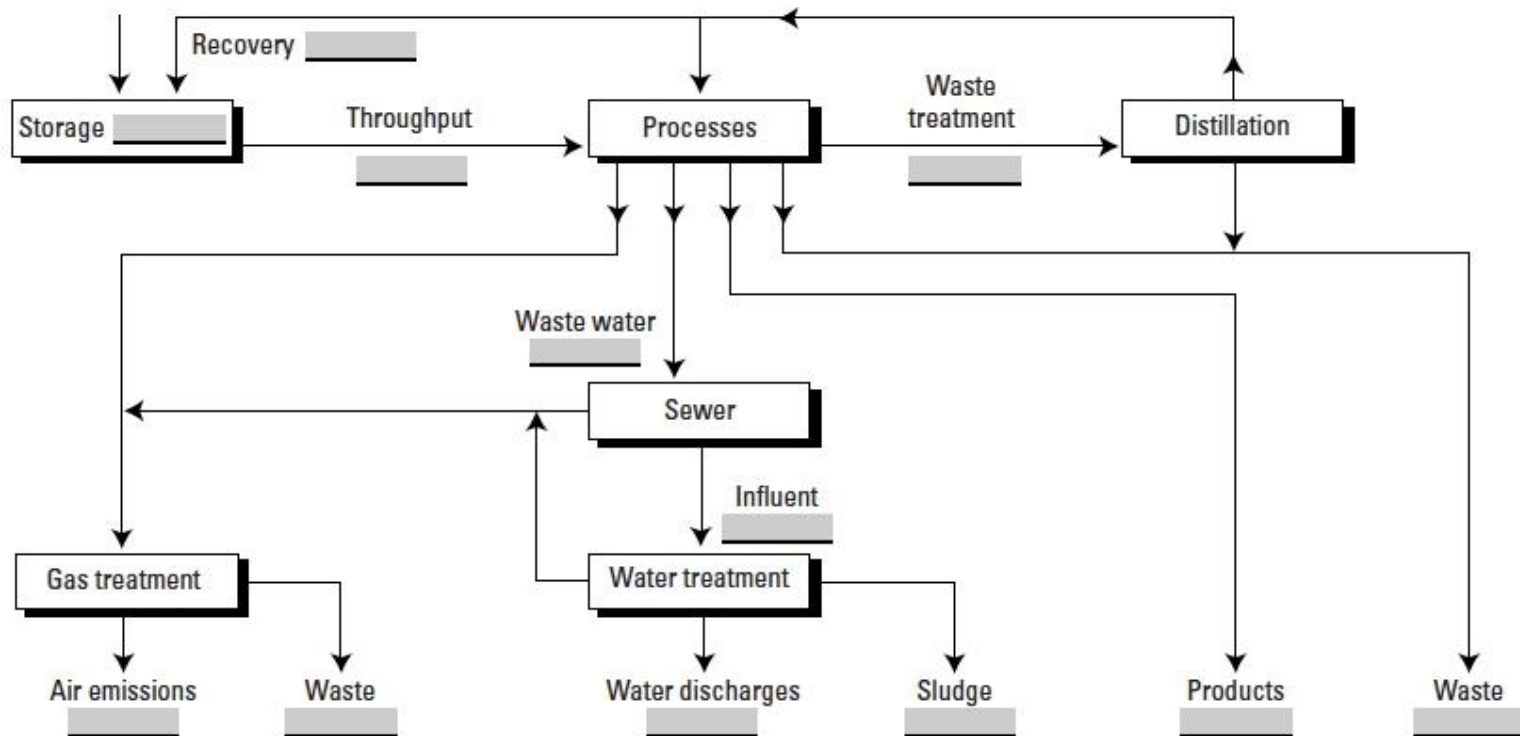 Recovery
Storage
Throughput
Processes
Waste
treatment
Distillation
Waste water
Sewer
Influent
Gas treatment
Water treatment
Air emissions
Waste
Water discharges
Sludge
Products
Waste